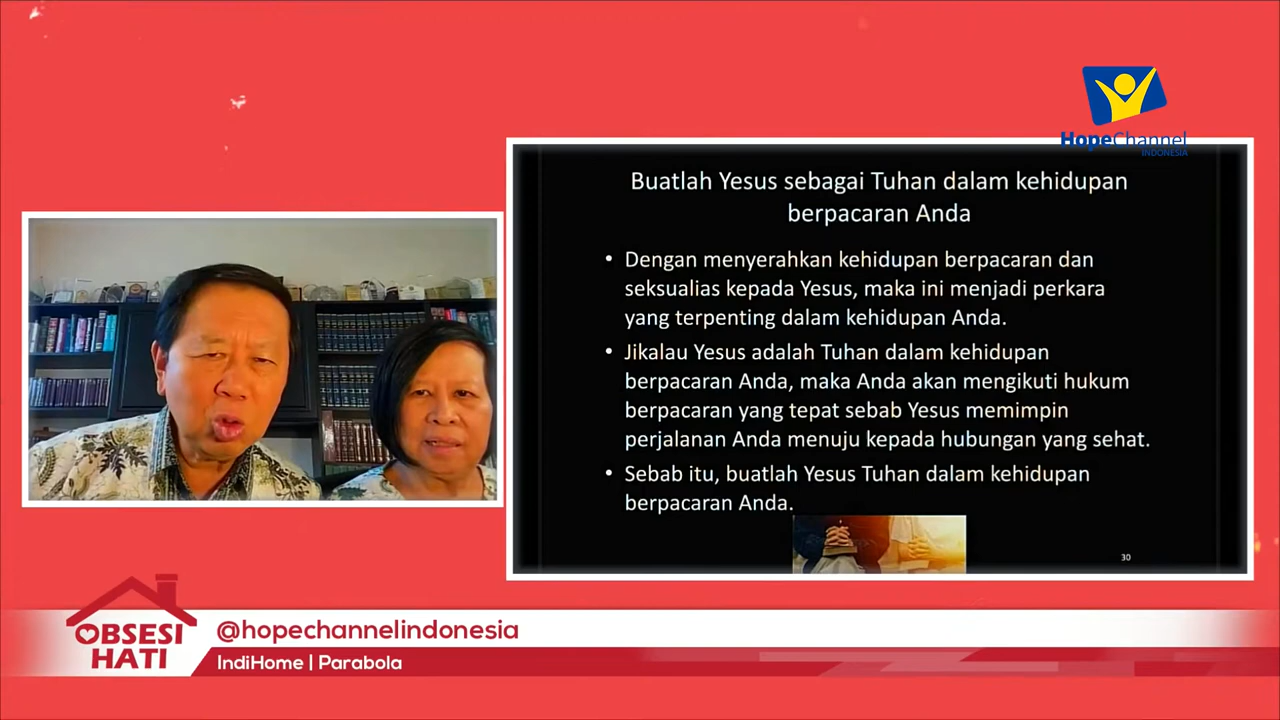 HopeChannel
INDONESIA
Buatlah Yesus sebagai Tuhan dalam kehidupan
berpacaran Anda
• Dengan menyerahkan kehidupan berpacaran dan
seksualias kepada Yesus, maka ini menjadi perkara
yang terpenting dalam kehidupan Anda.
• Jikalau Yesus adalah Tuhan dalam kehidupan
berpacaran Anda, maka Anda akan mengikuti hukum
berpacaran yang tepat sebab Yesus memimpin
perjalanan Anda menuju kepada hubungan yang sehat.
• Sebab itu, buatlah Yesus Tuhan dalam kehidupan
berpacaran Anda.
30
OBSESI
HATI
@hopechannelindonesia
IndiHome | Parabola